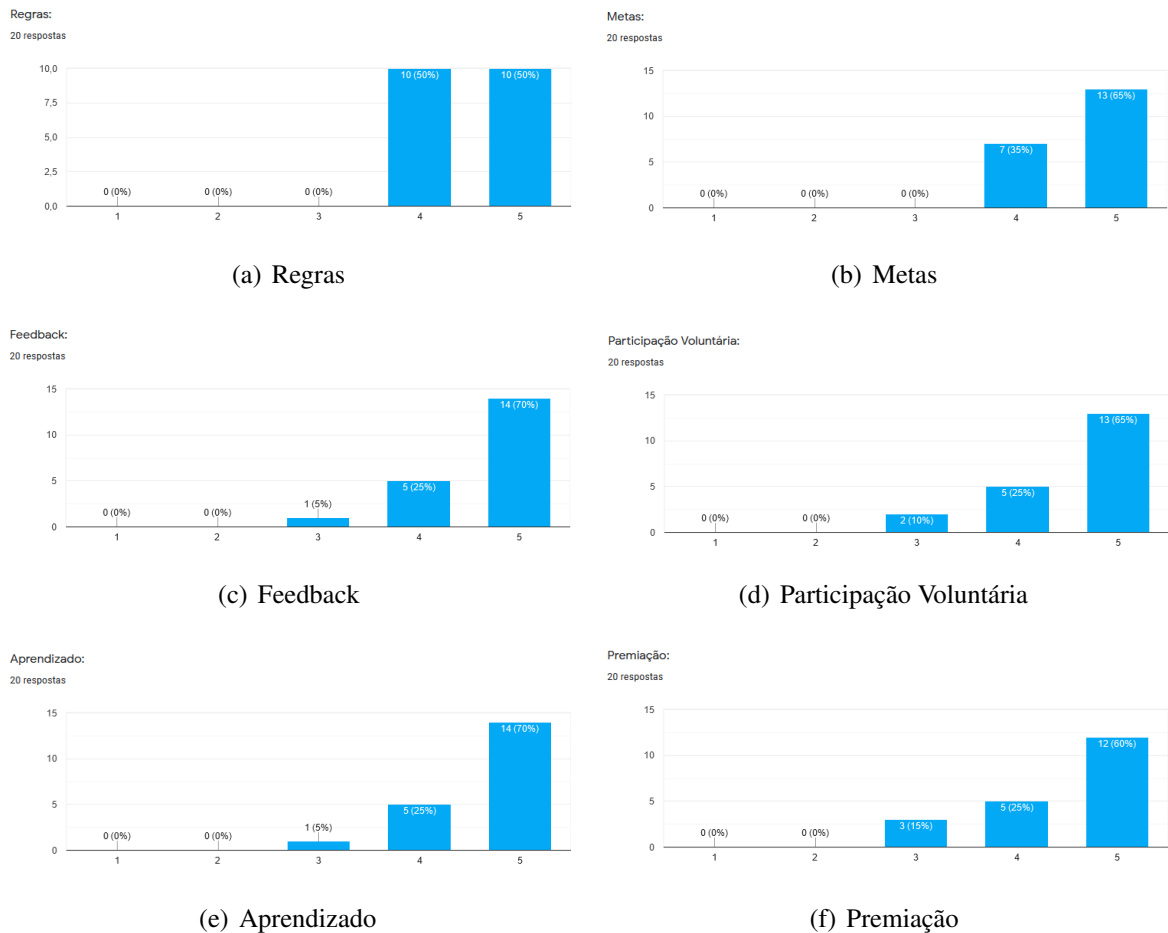 Regras:
20 respostas
10,0
7,5
5,0
2,5
0,0
0 (0%) 0 (0%) 0 (0%) 10 (50%) 10 (50%)
1 2 3 4 5
(a) Regras
Metas:
20 respostas
15
10
5
0
0 (0%) 0 (0%) 0 (0%) 7 (35%) 13 (65%)
1 2 3 4 5
(b) Metas
Feedback:
20 respostas
15
10
5
0
0 (0%) 0 (0%) 1 (5%) 5 (25%) 14 (70%)
1 2 3 4 5
(c) Feedback
Participação Voluntária:
20 respostas
15
10
5
0
0 (0%) 0 (0%) 2 (10%) 5 (25%) 13 (65%)
1 2 3 4 5
(d) Participação Voluntária
Aprendizado:
20 respostas
15
10
5
0
0 (0%) 0 (0%) 1 (5%) 5 (25%) 14 (70%)
1 2 3 4 5
(e) Aprendizado
Premiação:
20 respostas
15
10
5
0
0 (0%) 0 (0%) 3 (15%) 5 (25%) 12 (60%)
1 2 3 4 5
(f) Premiação